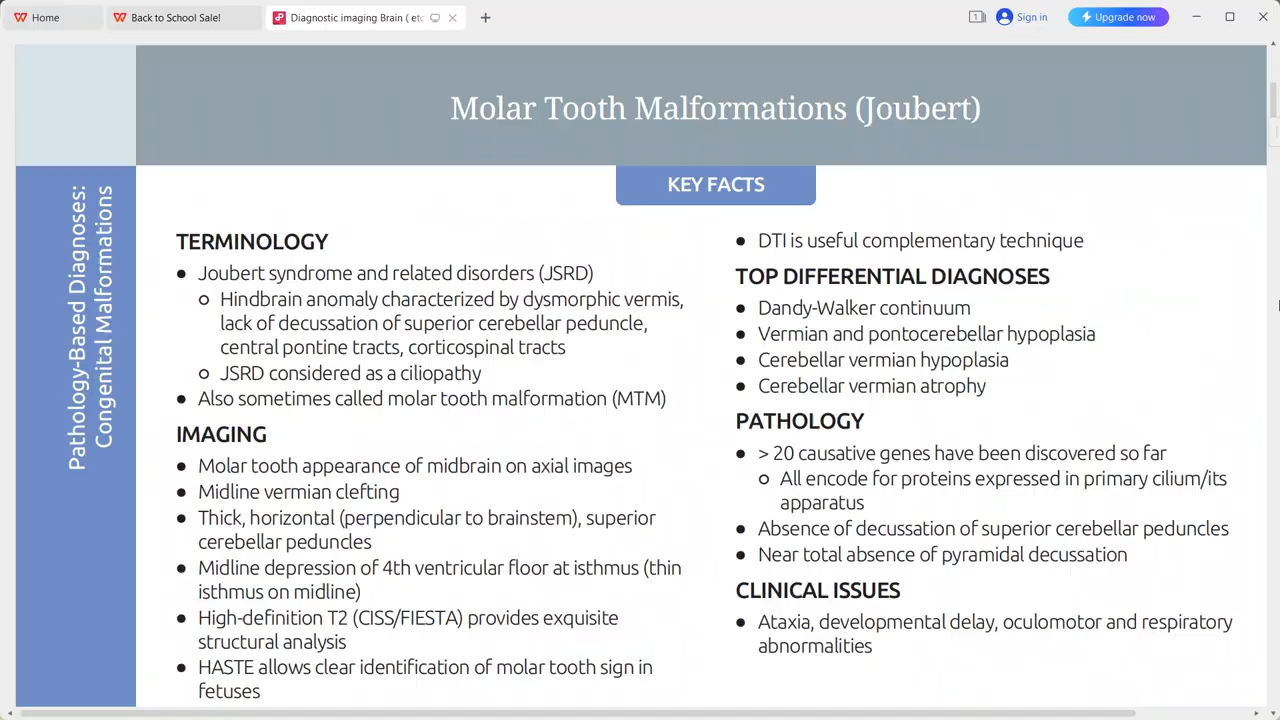 Home
Back to School Sale!
Diagnostic imaging Brain ( etc
Sign in
Upgrade now
Molar Tooth Malformations (Joubert)
Pathology-Based Diagnoses:
Congenital Malformations
KEY FACTS
TERMINOLOGY
● Joubert syndrome and related disorders (JSRD)
○ Hindbrain anomaly characterized by dysmorphic vermis,
lack of decussation of superior cerebellar peduncle,
central pontine tracts, corticospinal tracts
○ JSRD considered as a ciliopathy
● Also sometimes called molar tooth malformation (MTM)
IMAGING
● Molar tooth appearance of midbrain on axial images
● Midline vermian clefting
● Thick, horizontal (perpendicular to brainstem), superior
cerebellar peduncles
● Midline depression of 4th ventricular floor at isthmus (thin
isthmus on midline)
● High-definition T2 (CISS/FIESTA) provides exquisite
structural analysis
● HASTE allows clear identification of molar tooth sign in
fetuses
● DTI is useful complementary technique
TOP DIFFERENTIAL DIAGNOSES
● Dandy-Walker continuum
● Vermian and pontocerebellar hypoplasia
● Cerebellar vermian hypoplasia
● Cerebellar vermian atrophy
PATHOLOGY
● > 20 causative genes have been discovered so far
○ All encode for proteins expressed in primary cilium/its
apparatus
● Absence of decussation of superior cerebellar peduncles
● Near total absence of pyramidal decussation
CLINICAL ISSUES
● Ataxia, developmental delay, oculomotor and respiratory
abnormalities